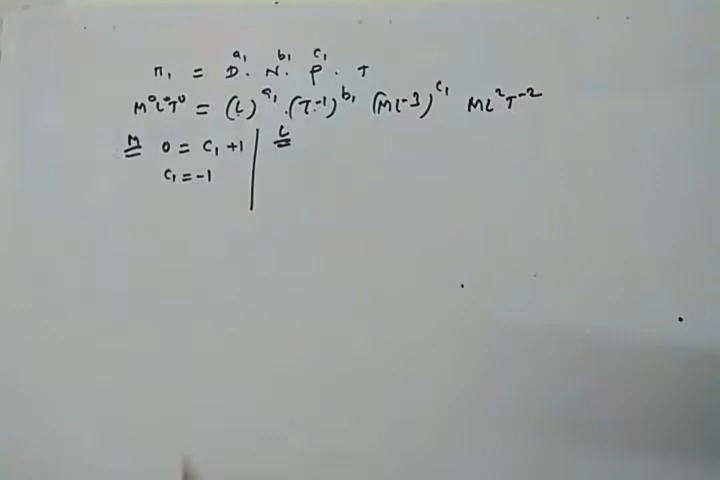 π₁ = D^a₁ . N^b₁ . ρ^c₁ . T
M⁰L⁰T⁰ = (L)^a₁ . (T-1)^b₁ (ML-3)^c₁ ML²T⁻²
M 0 = C₁ +1 | L
C₁ = -1